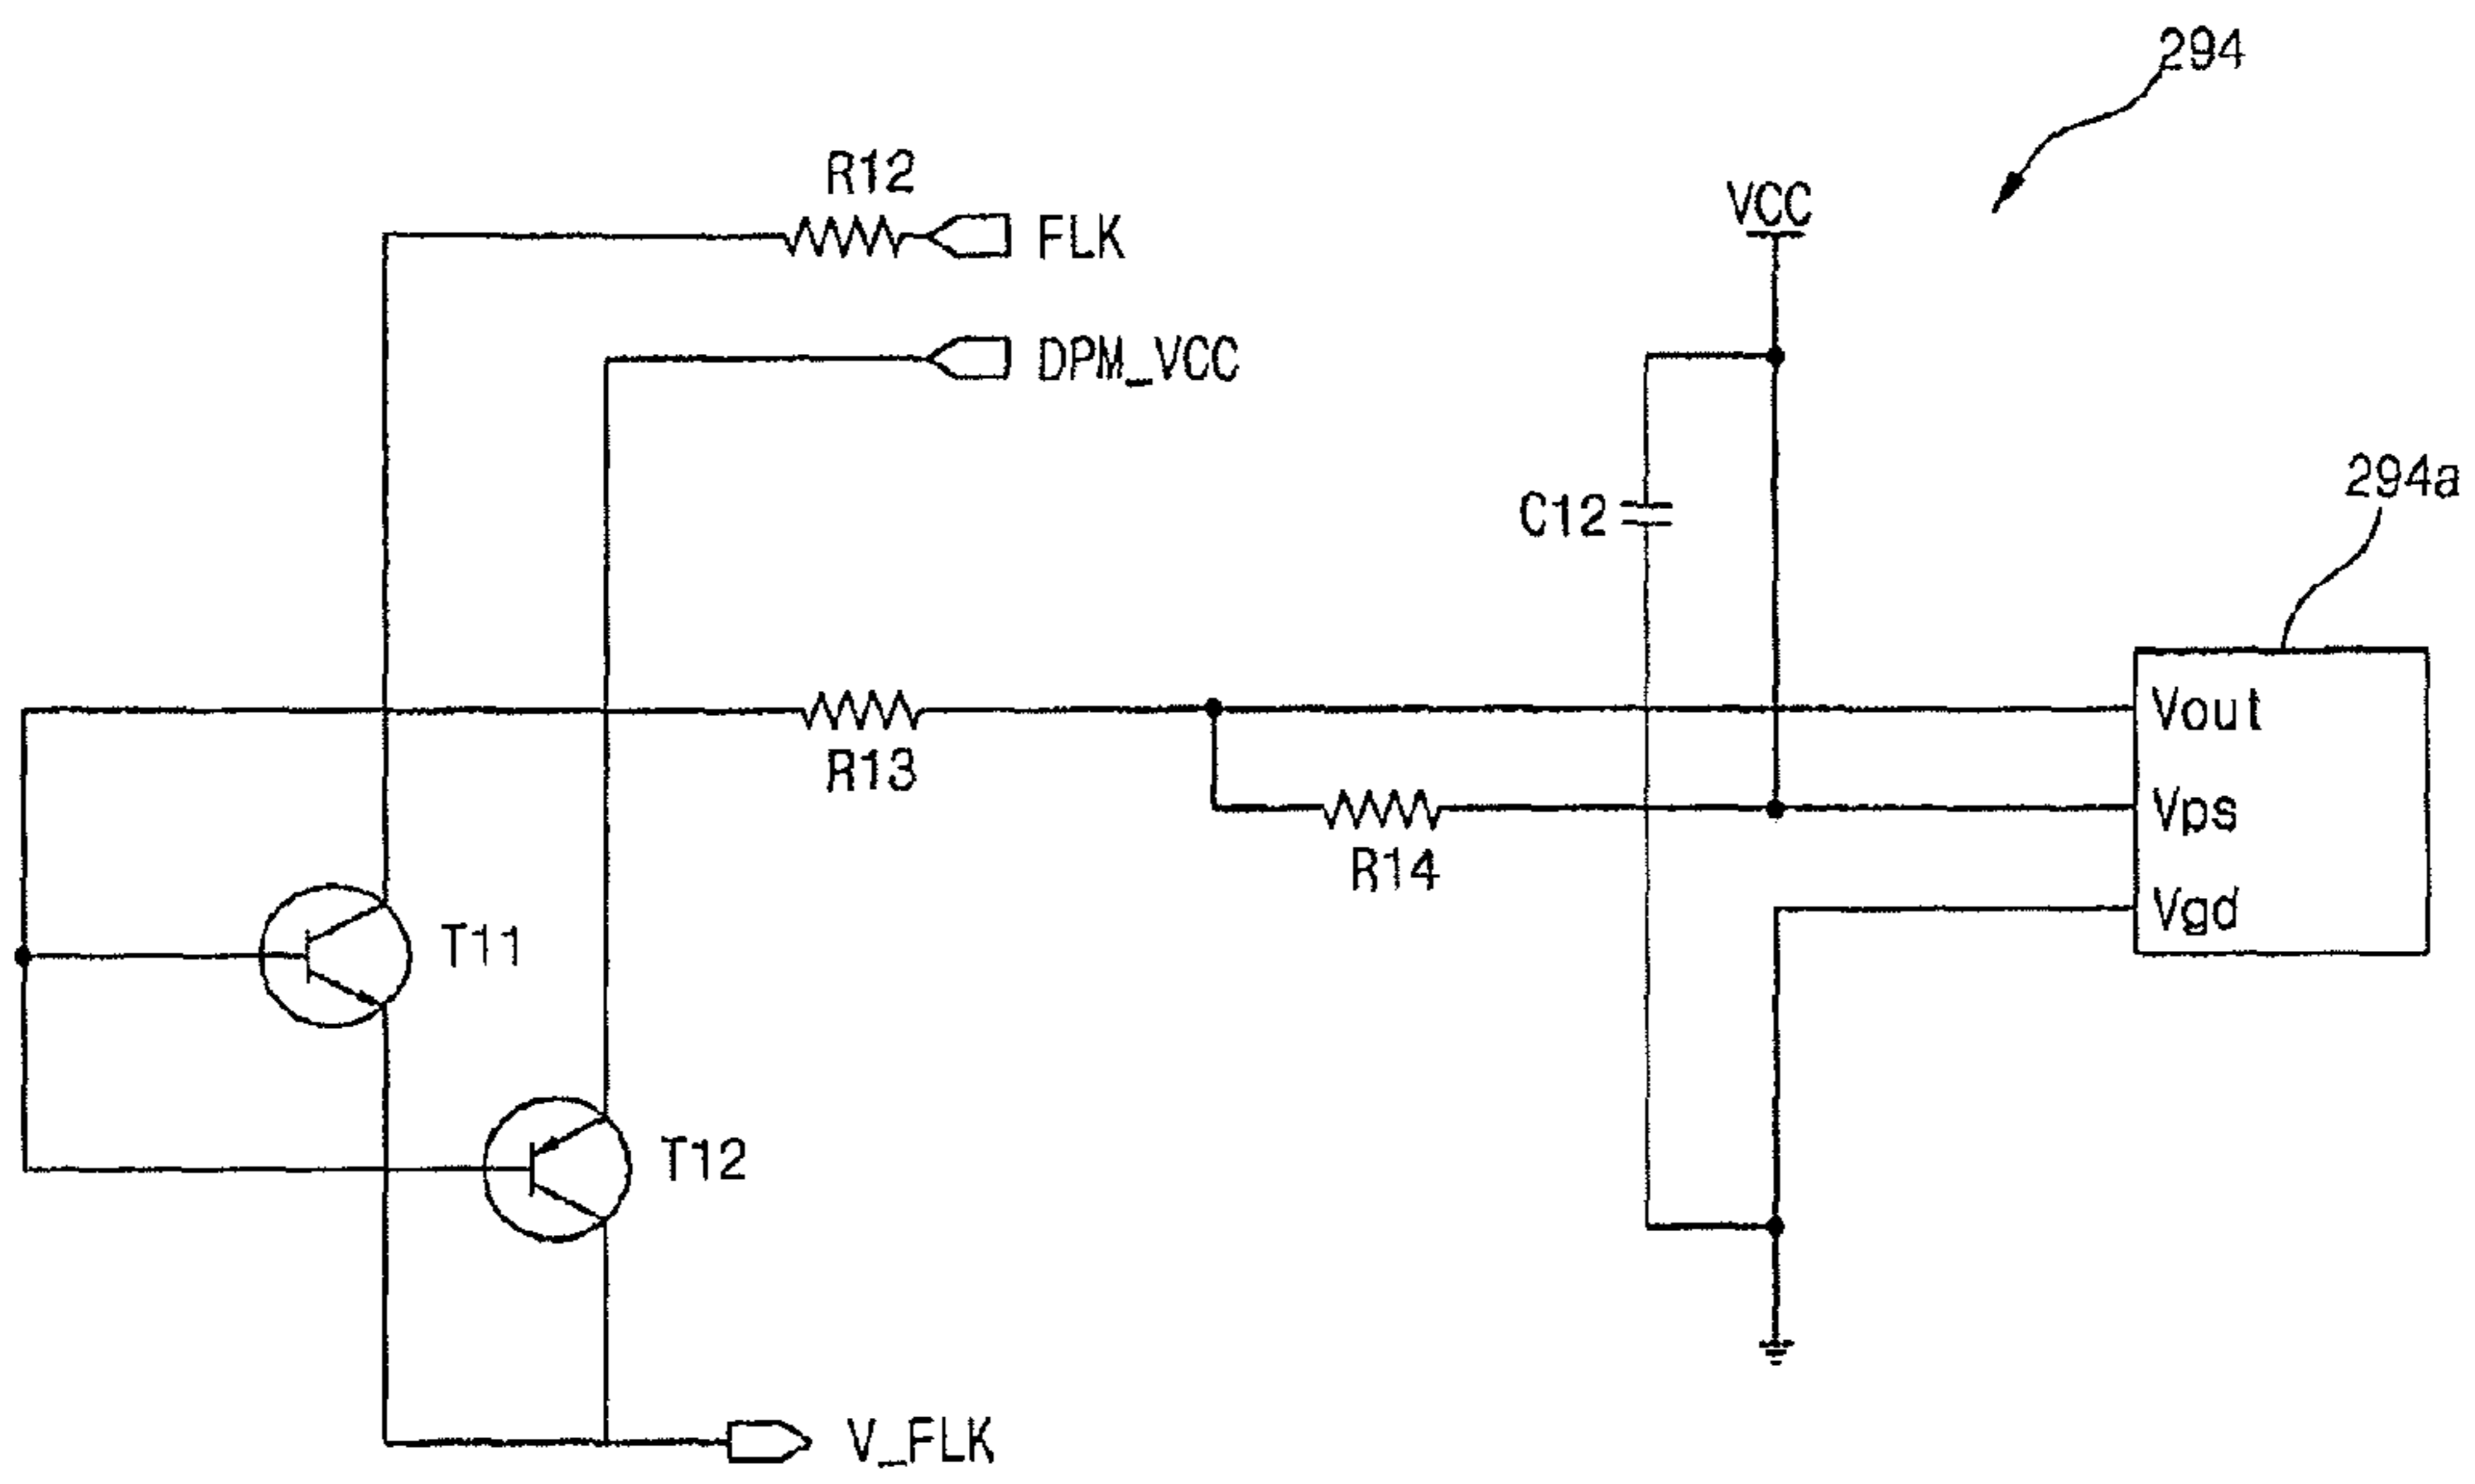 294
R12
FLK
VCC
DPM_VCC
294a
C12
Vout
R13
Vps
R14
Vgd
T11
T12
V_FLK